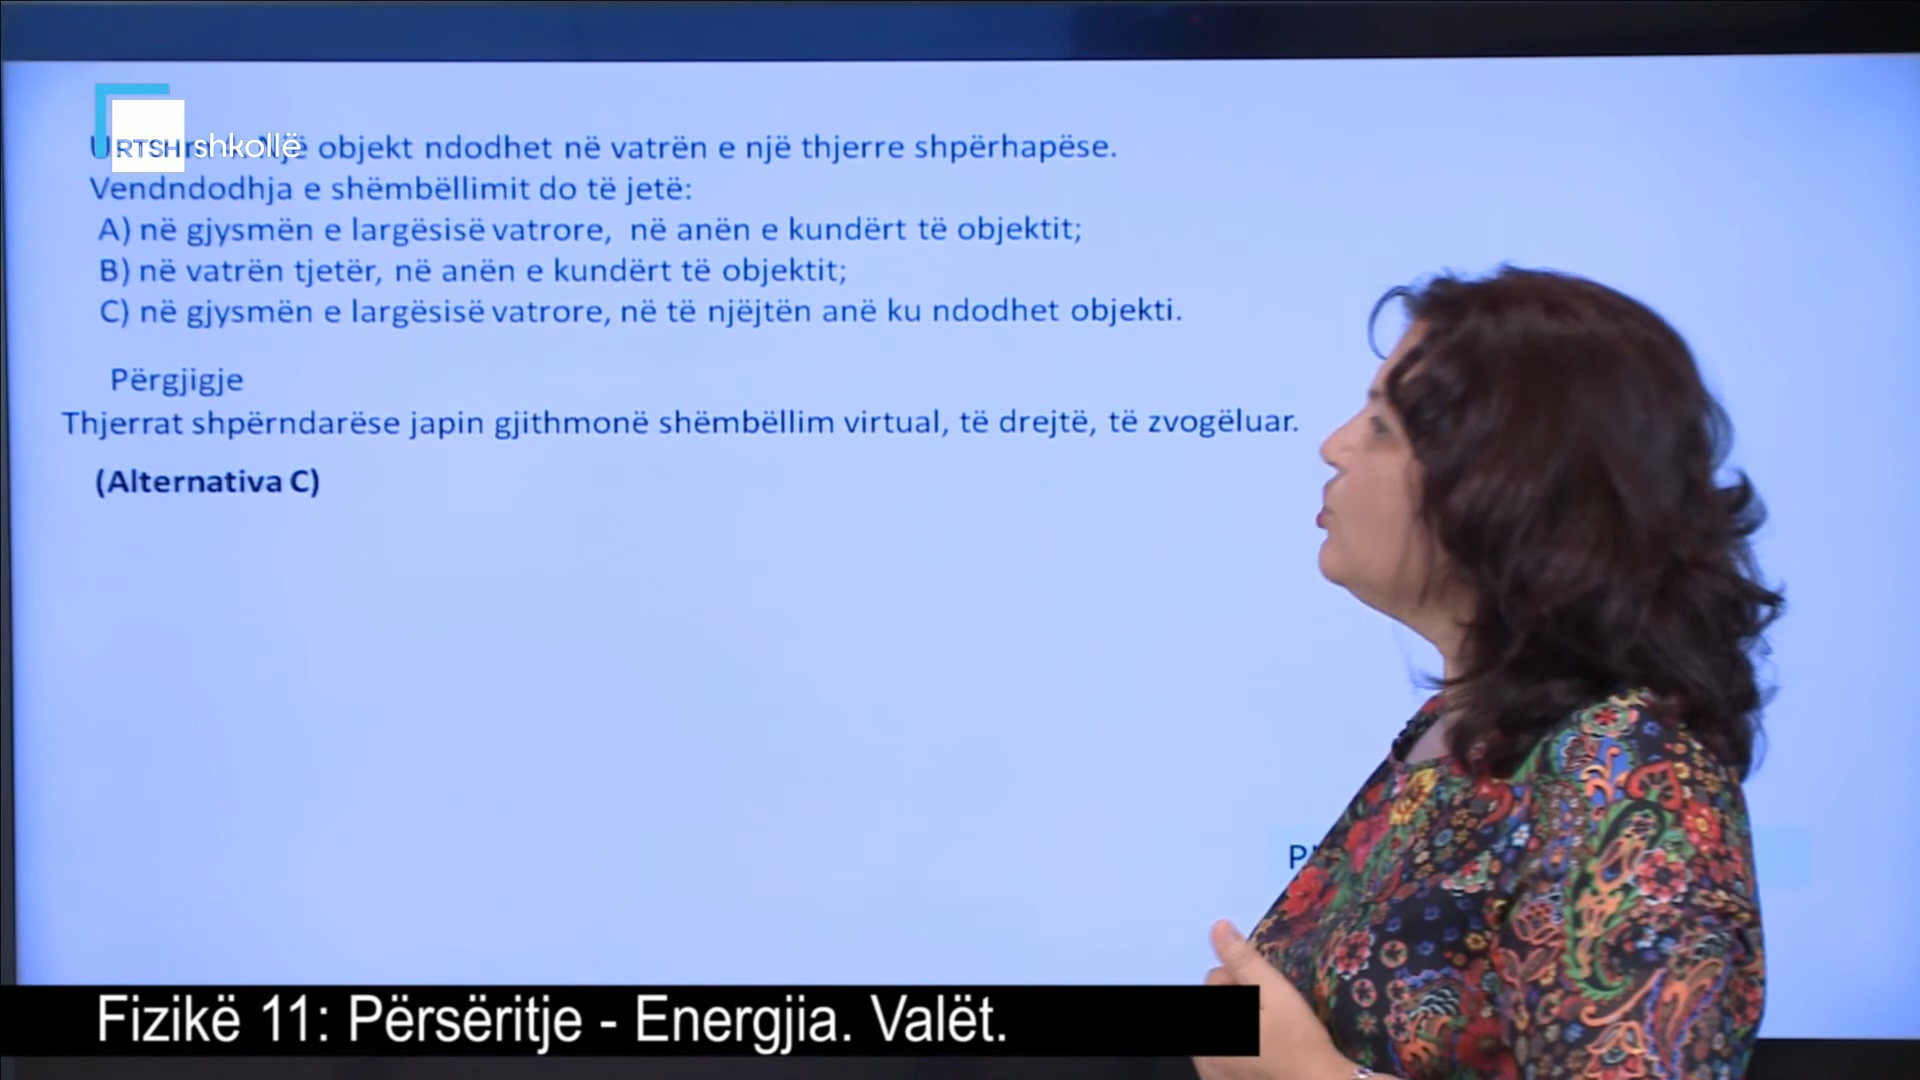 RTSH shkollë
objekt ndodhet në vatrën e një thjerre shpërhapëse.
Vendndodhja e shëmbëllimit do të jetë:
A) në gjysmën e largësisë vatrore, në anën e kundërt të objektit;
B) në vatrën tjetër, në anën e kundërt të objektit;
C) në gjysmën e largësisë vatrore, në të njëjtën anë ku ndodhet objekti.
Përgjigje
Thjerrat shpërndarëse japin gjithmonë shëmbëllim virtual, të drejtë, të zvogëluar.
(Alternativa C)
Fizikë 11: Përsëritje - Energjia. Valët.